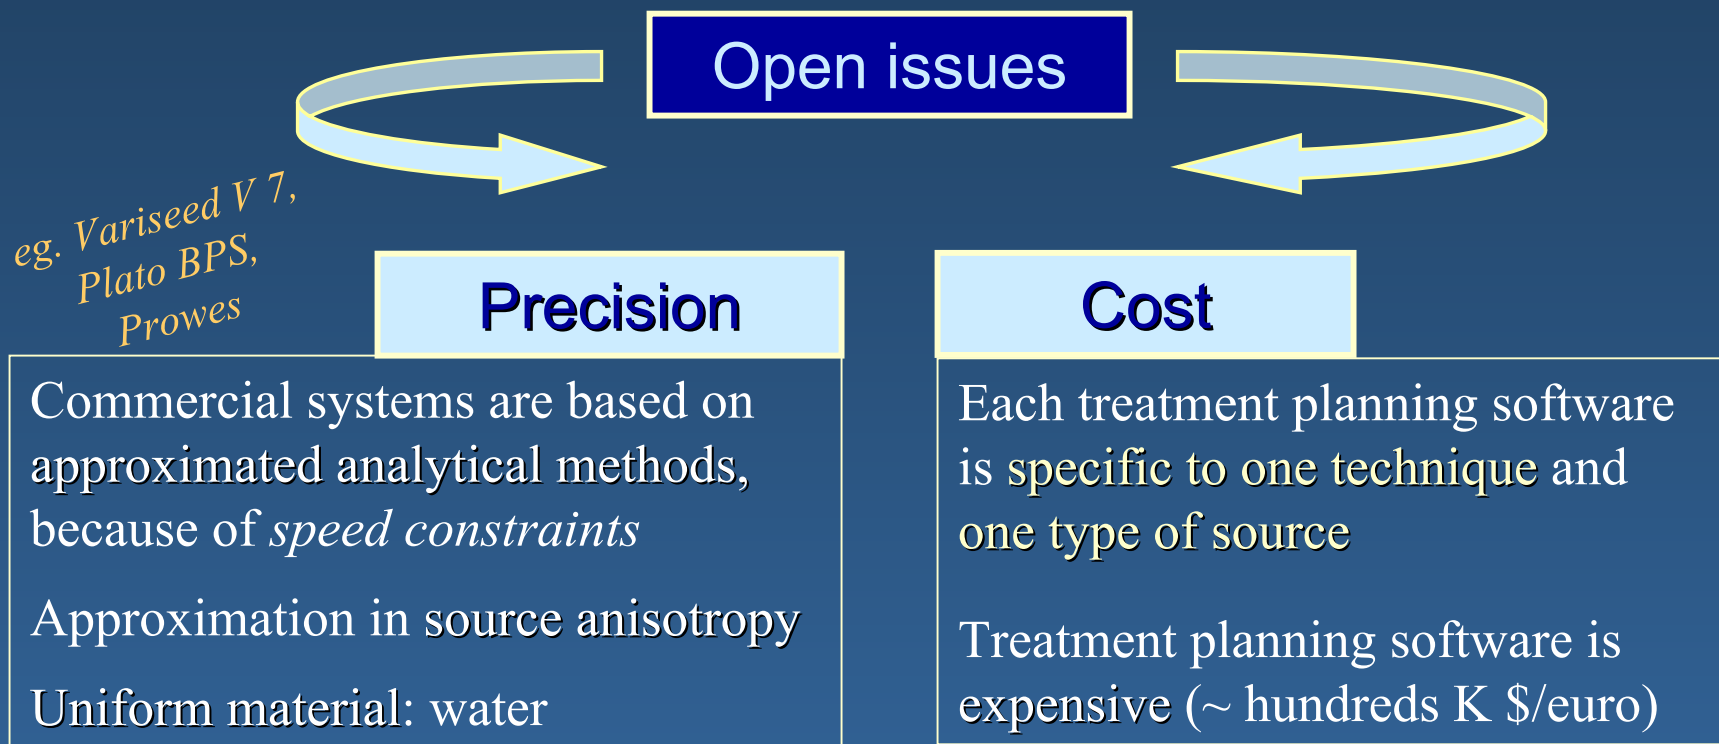 Open issues
eg. Variseed V 7,
Plato BPS,
Prowes
Precision
Commercial systems are based on
approximated analytical methods,
because of speed constraints
Approximation in source anisotropy
Uniform material: water
Cost
Each treatment planning software
is specific to one technique and
one type of source
Treatment planning software is
expensive (~ hundreds K $/euro)